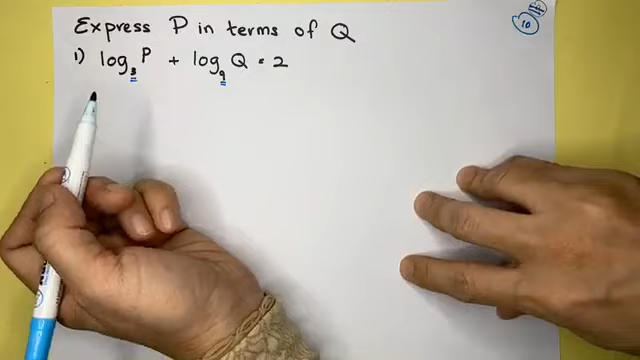 Express P in terms of Q
1) log₃ P + log₉ Q = 2
10